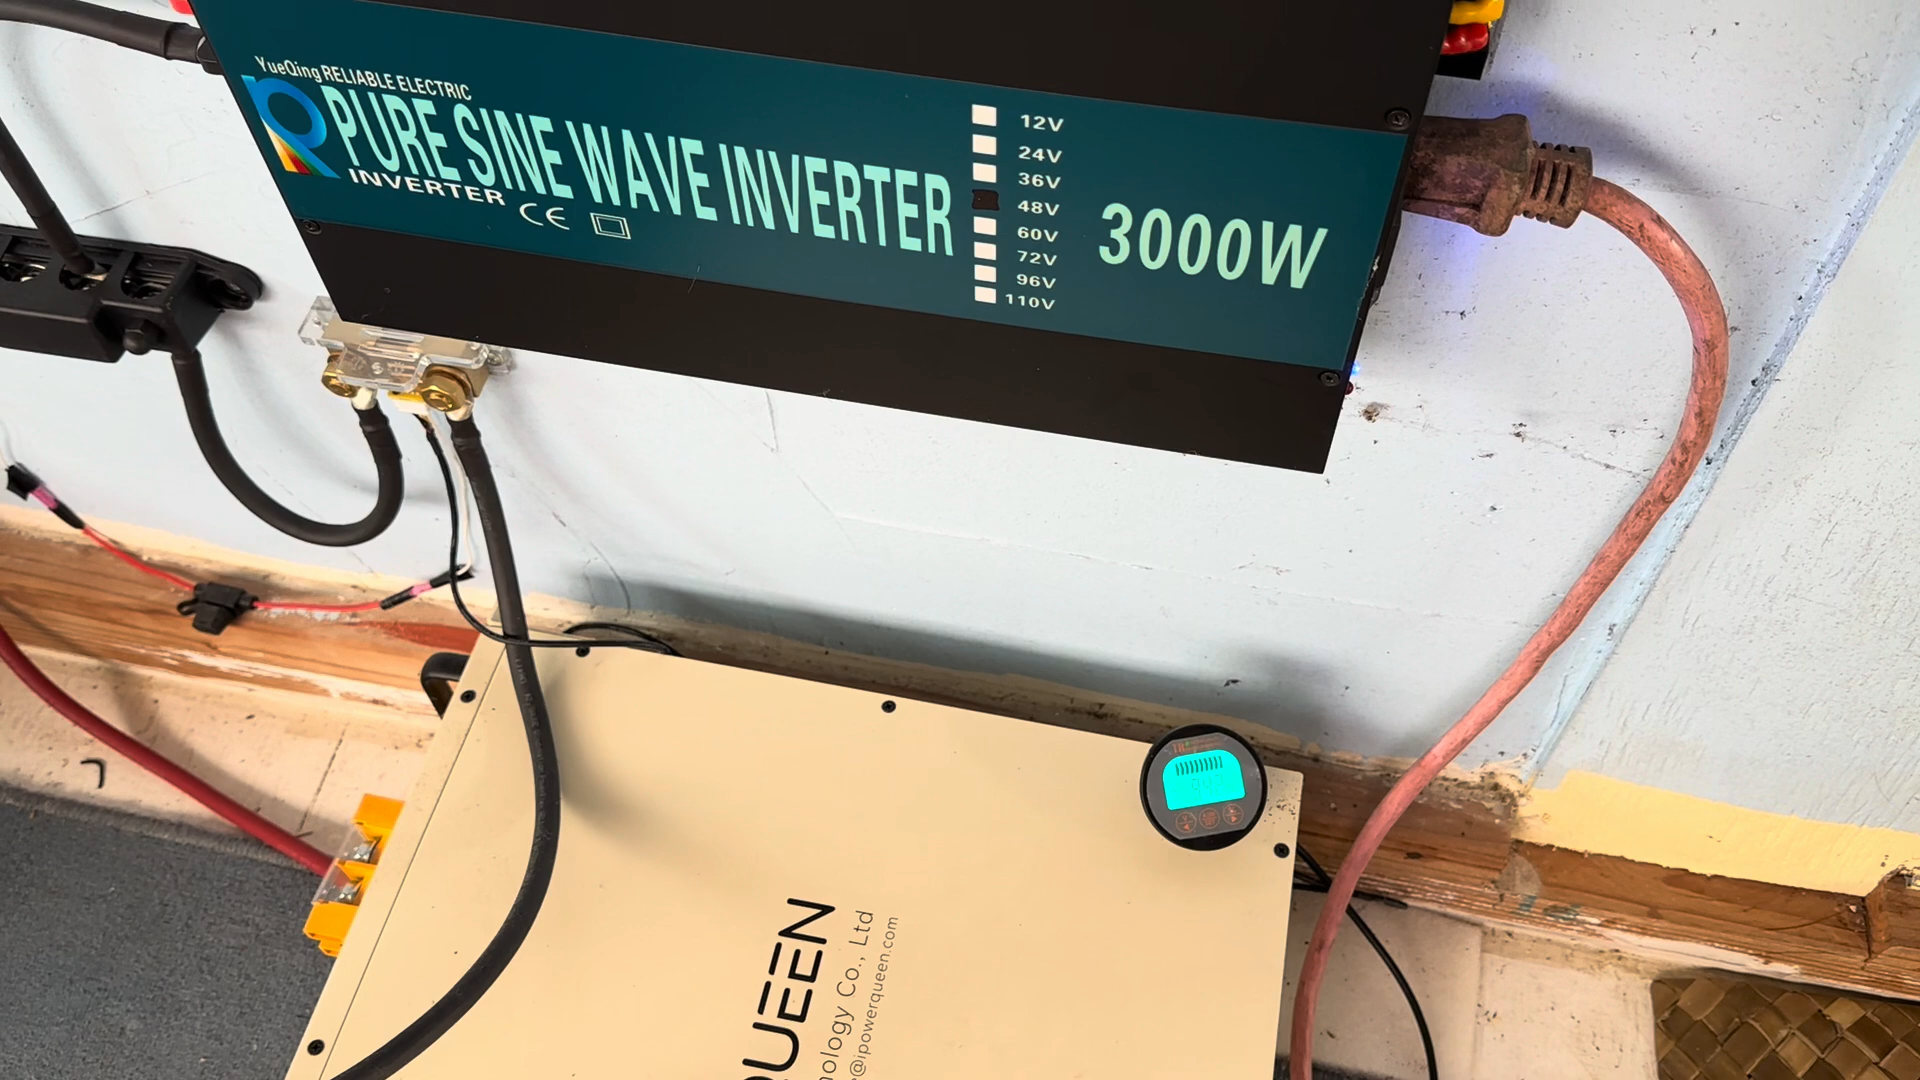 YueQing RELIABLE ELECTRIC
PURE SINE WAVE INVERTER
INVERTER
CE
12V
24V
36V
48V
60V
72V
96V
110V
3000W
QUEEN
ology Co., Ltd
@ipowerqueen.com